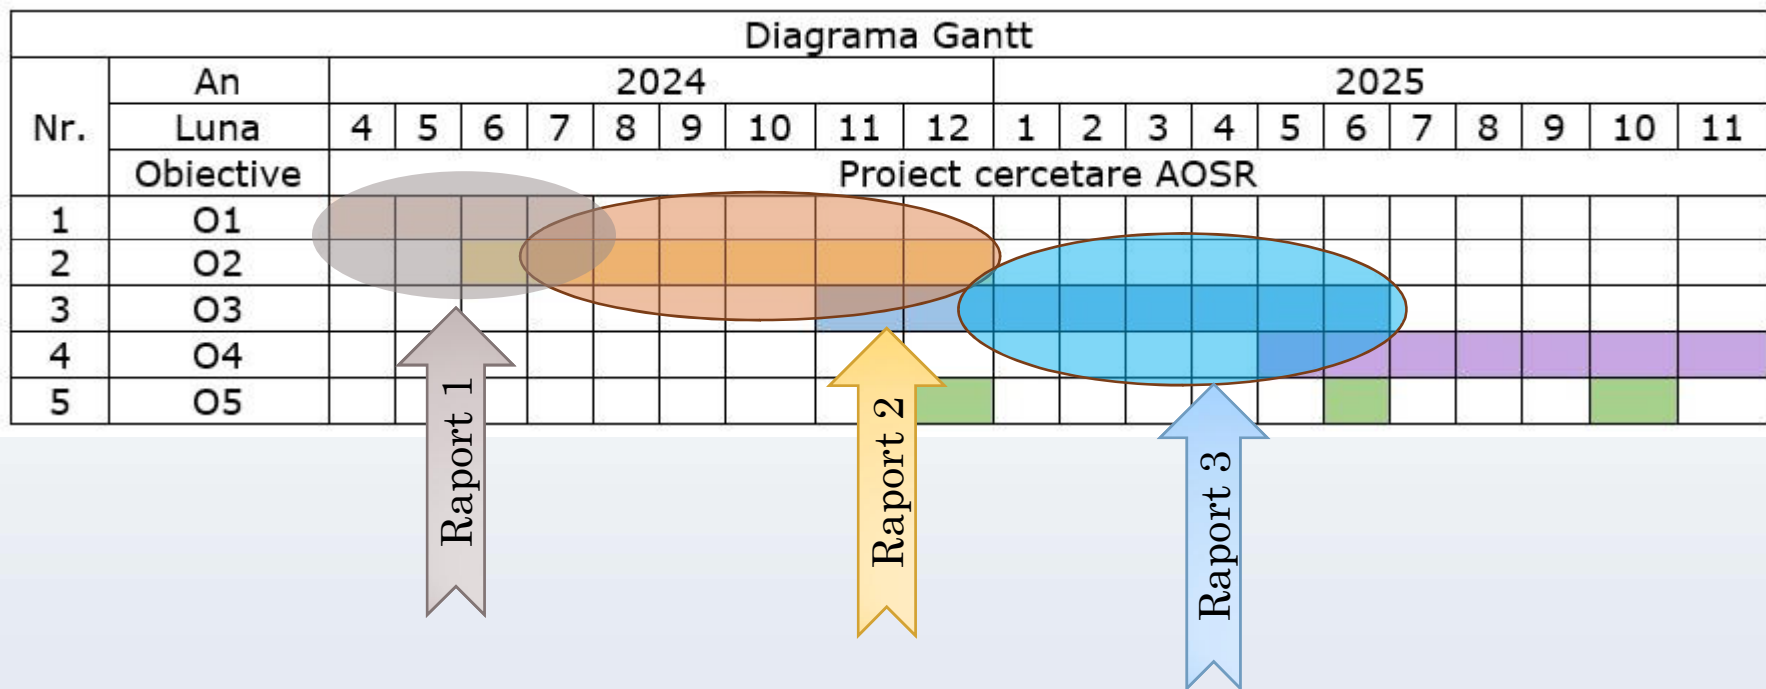 Diagrama Gantt
Nr. An 2024 2025
Luna 4 5 6 7 8 9 10 11 12 1 2 3 4 5 6 7 8 9 10 11
Obiective Proiect cercetare AOSR
1 O1
2 O2
3 O3
4 O4
5 O5
Raport 1
Raport 2
Raport 3